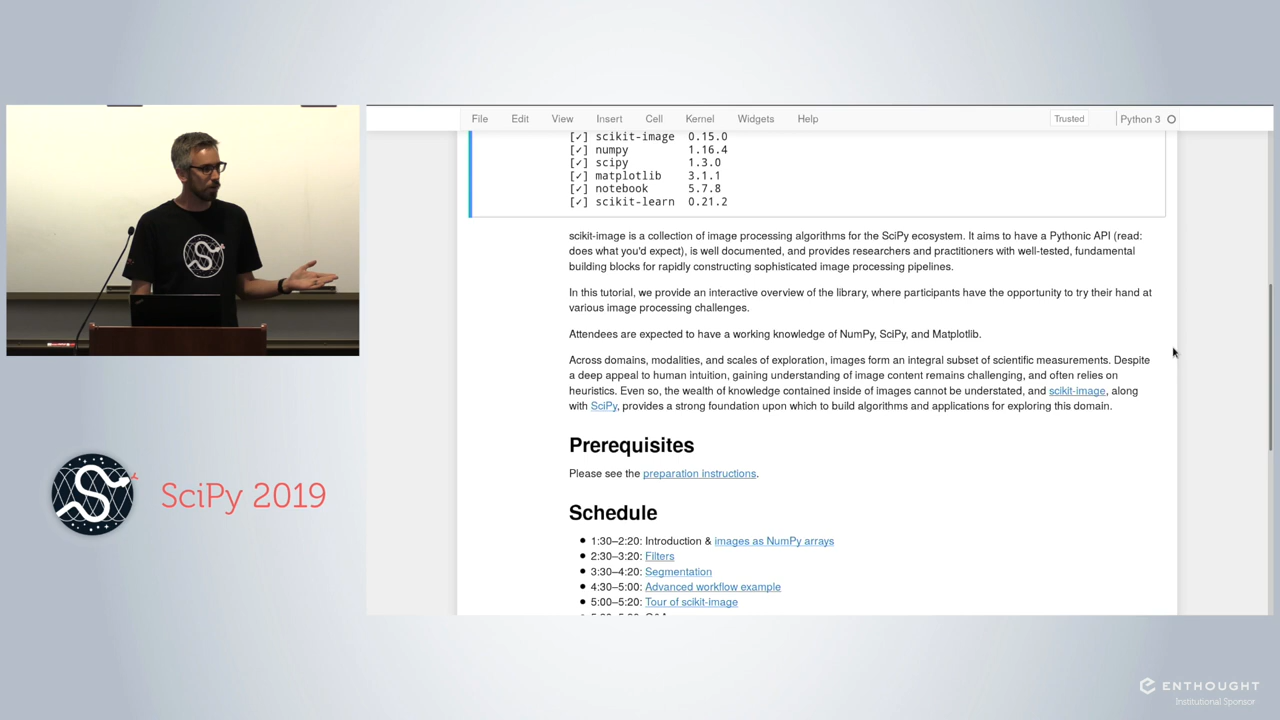 File Edit View Insert Cell Kernel Widgets Help Trusted Python 3
[✓] scikit-image 0.15.0
[✓] numpy 1.16.4
[✓] scipy 1.3.0
[✓] matplotlib 3.1.1
[✓] notebook 5.7.8
[✓] scikit-learn 0.21.2
scikit-image is a collection of image processing algorithms for the SciPy ecosystem. It aims to have a Pythonic API (read:
does what you'd expect), is well documented, and provides researchers and practitioners with well-tested, fundamental
building blocks for rapidly constructing sophisticated image processing pipelines.
In this tutorial, we provide an interactive overview of the library, where participants have the opportunity to try their hand at
various image processing challenges.
Attendees are expected to have a working knowledge of NumPy, SciPy, and Matplotlib.
Across domains, modalities, and scales of exploration, images form an integral subset of scientific measurements. Despite
a deep appeal to human intuition, gaining understanding of image content remains challenging, and often relies on
heuristics. Even so, the wealth of knowledge contained inside of images cannot be understated, and scikit-image, along
with SciPy, provides a strong foundation upon which to build algorithms and applications for exploring this domain.
Prerequisites
Please see the preparation instructions.
Schedule
• 1:30–2:20: Introduction & images as NumPy arrays
• 2:30–3:20: Filters
• 3:30–4:20: Segmentation
• 4:30–5:00: Advanced workflow example
• 5:00–5:20: Tour of scikit-image
SciPy 2019
ENTHOUGHT
Institutional Sponsor